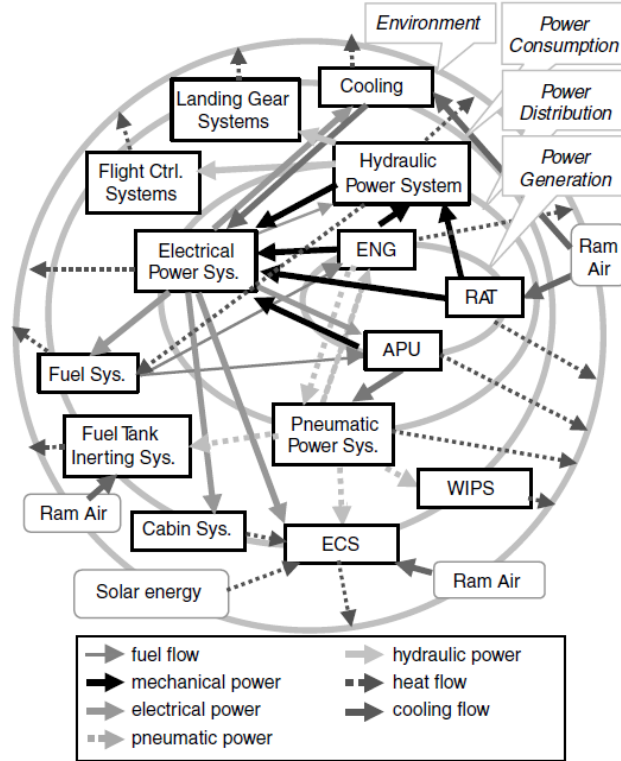 Environment
Power
Consumption
Cooling
Landing Gear
Systems
Power
Distribution
Flight Ctrl.
Systems
Hydraulic
Power System
Power
Generation
Electrical
Power Sys.
ENG
Ram
Air
RAT
APU
Fuel Sys.
Pneumatic
Power Sys.
Fuel Tank
Inerting Sys.
WIPS
Ram Air
Cabin Sys.
ECS
Solar energy
Ram Air
fuel flow
mechanical power
electrical power
pneumatic power
hydraulic power
heat flow
cooling flow